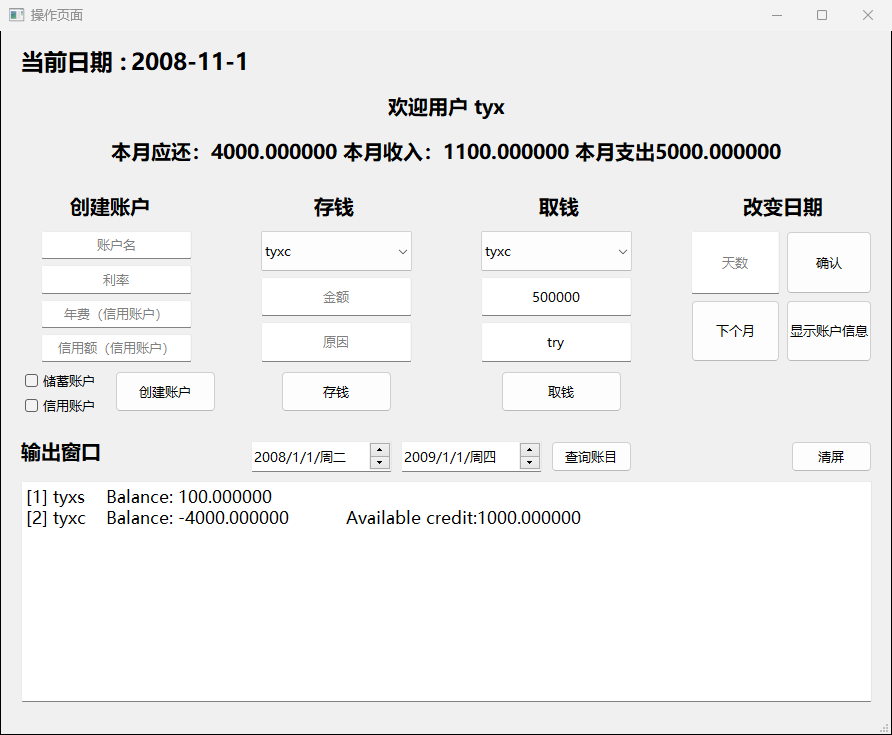 操作页面
当前日期 : 2008-11-1
欢迎用户 tyx
本月应还：4000.000000 本月收入：1100.000000 本月支出5000.000000
创建账户 存钱 取钱 改变日期
账户名 tyxc tyxc 天数 确认
利率 金额 500000
年费（信用账户） 原因 try 下个月 显示账户信息
信用额（信用账户）
储蓄账户 创建账户 存钱 取钱
信用账户
输出窗口 2008/1/1/周二 2009/1/1/周四 查询账目 清屏
[1] tyxs Balance: 100.000000
[2] tyxc Balance: -4000.000000 Available credit:1000.000000